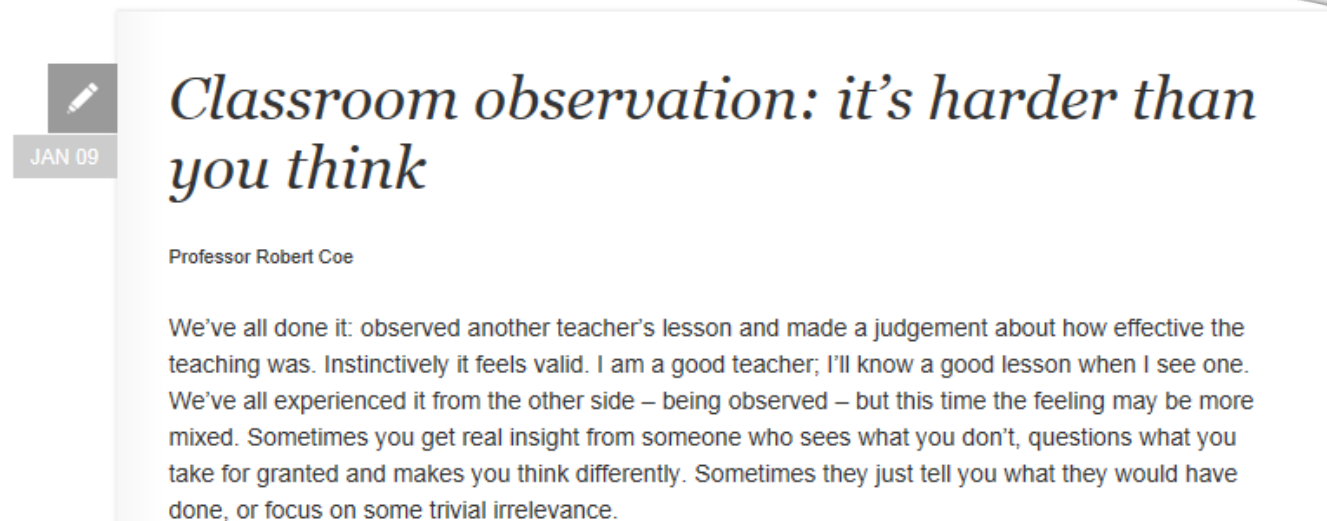 Classroom observation: it’s harder than
you think
JAN 09
Professor Robert Coe
We’ve all done it: observed another teacher’s lesson and made a judgement about how effective the
teaching was. Instinctively it feels valid. I am a good teacher; I’ll know a good lesson when I see one.
We’ve all experienced it from the other side – being observed – but this time the feeling may be more
mixed. Sometimes you get real insight from someone who sees what you don’t, questions what you
take for granted and makes you think differently. Sometimes they just tell you what they would have
done, or focus on some trivial irrelevance.